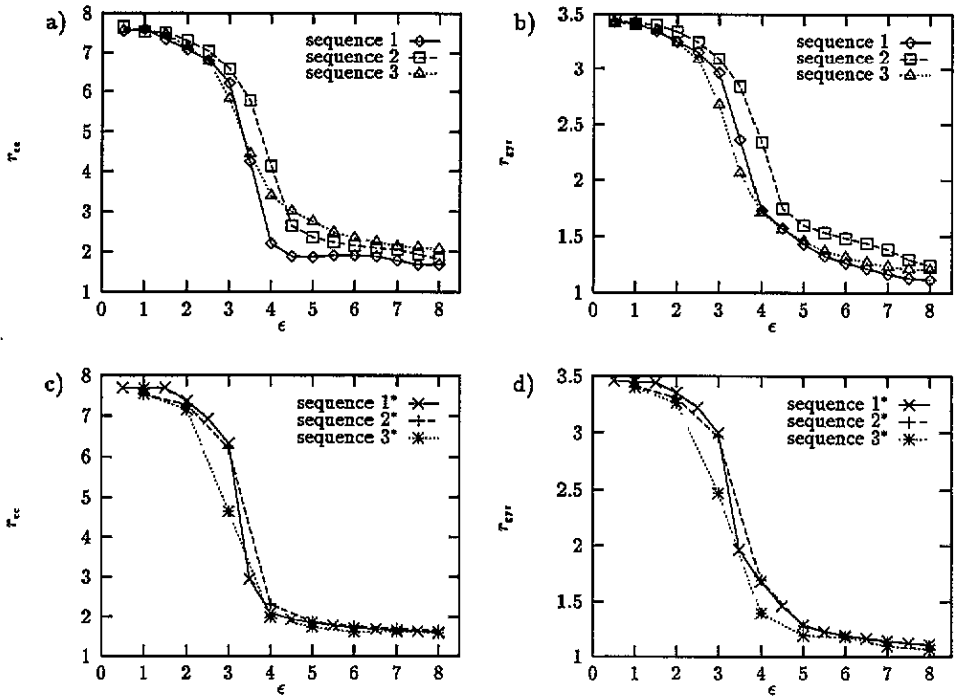 a)
8
7
6
5
4
3
2
1
0 1 2 3 4 5 6 7 8
ϵ
sequence 1
sequence 2
sequence 3
b)
3.5
3
2.5
2
1.5
1
0 1 2 3 4 5 6 7 8
ϵ
r_gyr
sequence 1
sequence 2
sequence 3
c)
8
7
6
5
4
3
2
1
0 1 2 3 4 5 6 7 8
ϵ
sequence 1*
sequence 2*
sequence 3*
d)
3.5
3
2.5
2
1.5
1
0 1 2 3 4 5 6 7 8
ϵ
r_gyr
sequence 1*
sequence 2*
sequence 3*